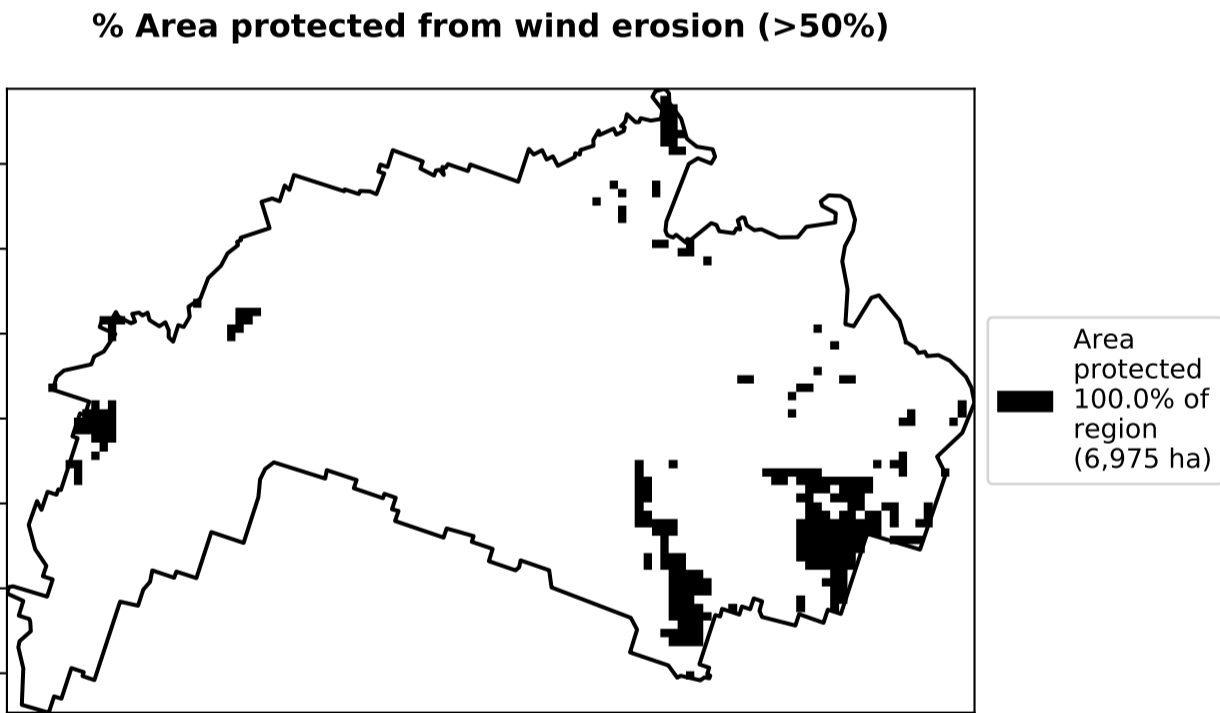 % Area protected from wind erosion (>50%)
Area
protected
100.0% of
region
(6,975 ha)